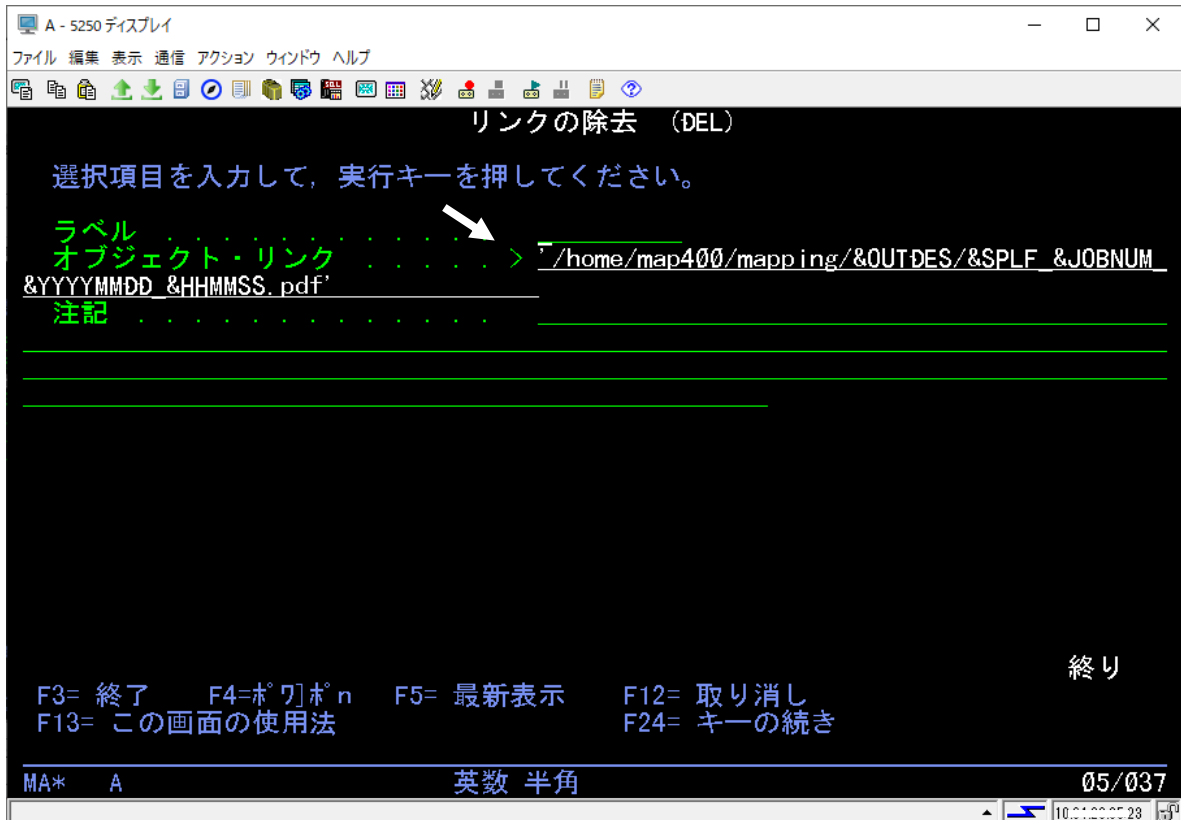 A - 5250 ディスプレイ
ファイル 編集 表示 通信 アクション ウィンドウ ヘルプ
リンクの除去 (DEL)
選択項目を入力して, 実行キーを押してください。
ラベル . . . . . . . . . . . .
オブジェクト・リンク . . . . . > '/home/map400/mapping/&OUTDES/&SPLF_&JOBNUM_
&YYYYMMDD_&HHMMSS.pdf'
注記 . . . . . . . . . . . . .
終り
F3= 終了 F4=ﾎﾟワ]ﾎﾟn F5= 最新表示 F12= 取り消し
F13= この画面の使用法 F24= キーの続き
MA* A 英数 半角 05/037